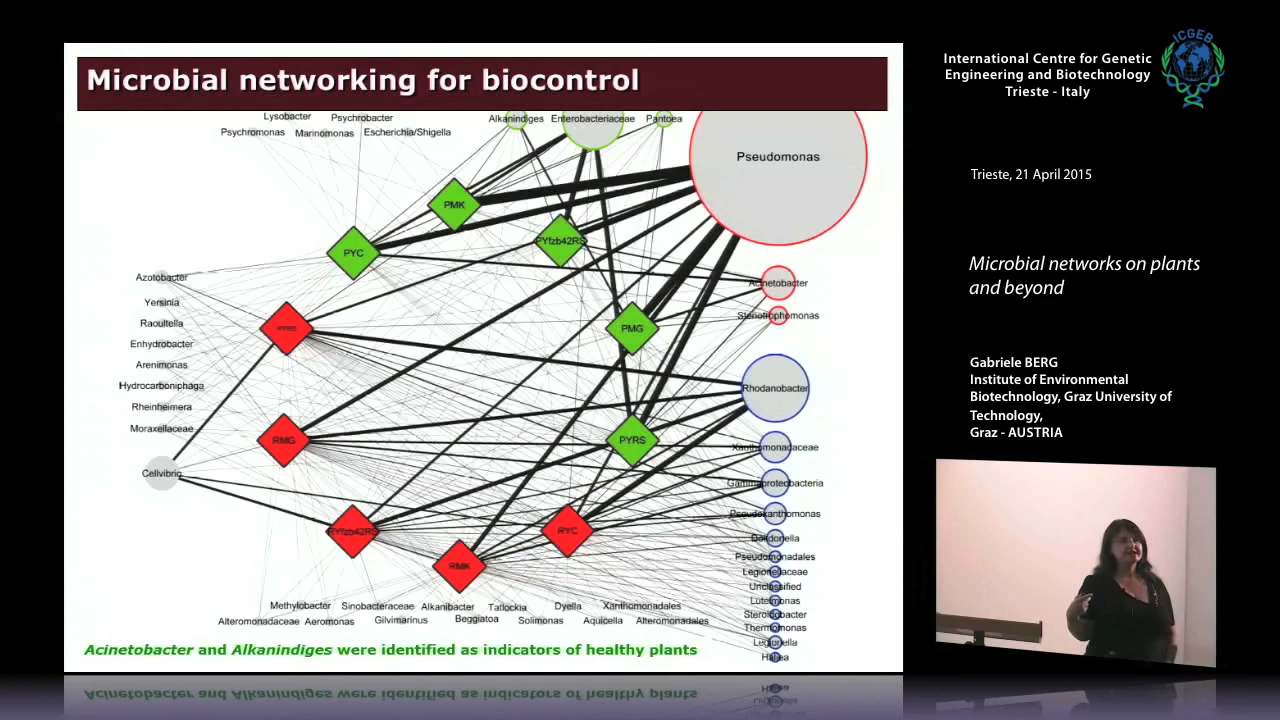 Microbial networking for biocontrol
Lysobacter
Psychrobacter
Alkanindiges
Enterobacteriaceae
Pantoea
Psychromonas
Marinomonas
Escherichia/Shigella
Pseudomonas
PMK
PYfzb42RS
PYC
Azotobacter
Acinetobacter
Yersinia
Stenotrophomonas
Raoultella
PMG
Enhydrobacter
Arenimonas
Hydrocarboniphaga
Rhodanobacter
Rheinheimera
Moraxellaceae
RMG
PYRS
Xanthomonadaceae
Cellvibrio
Gammaproteobacteria
Pseudoxanthomonas
RYfzb42RS
RYC
Dokdonella
Pseudomonadales
RMK
Legionellaceae
Unclassified
Luteimonas
Steroidobacter
Thermomonas
Legionella
Haliea
Methylobacter
Sinobacteraceae
Alkanibacter
Tatlockia
Dyella
Xanthomonadales
Alteromonadaceae
Aeromonas
Gilvimarinus
Beggiatoa
Solimonas
Aquicella
Alteromonadales
Acinetobacter and Alkanindiges were identified as indicators of healthy plants
International Centre for Genetic
Engineering and Biotechnology
Trieste - Italy
ICGEB
Trieste, 21 April 2015
Microbial networks on plants
and beyond
Gabriele BERG
Institute of Environmental
Biotechnology, Graz University of
Technology,
Graz - AUSTRIA